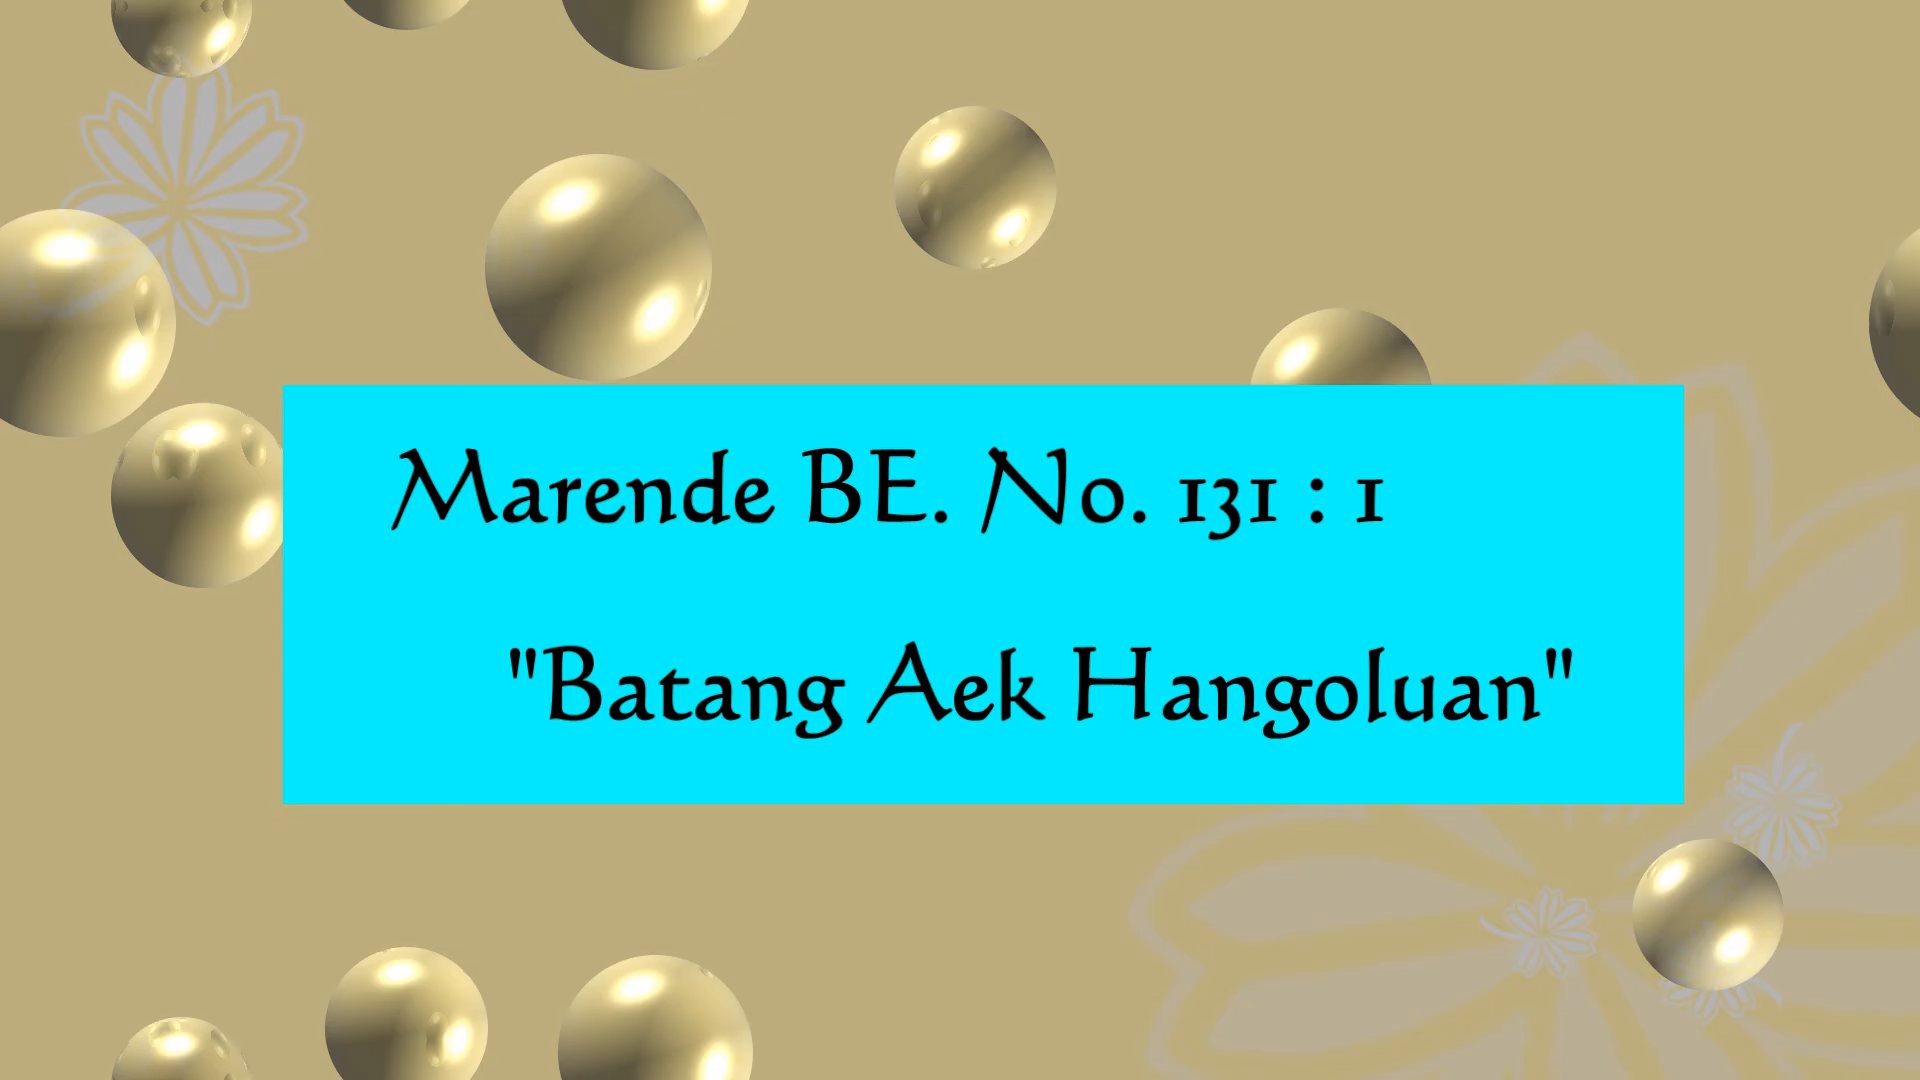 Marende BE. No. 131 : 1
"Batang Aek Hangoluan"